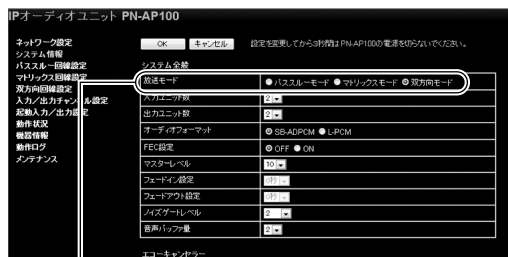 IPオーディオユニット PN-AP100
ネットワーク設定
システム情報
パススルー回線設定
マトリックス回線設定
双方向回線設定
入力/出力チャンネル設定
起動入力/出力設定
動作状況
機器情報
動作ログ
メンテナンス
OK キャンセル 設定を変更してから3秒間はPN-AP100の電源を切らないでください。
システム全般
放送モード パススルーモード マトリックスモード 双方向モード
入力ユニット数 2
出力ユニット数 2
オーディオフォーマット SB-ADPCM L-PCM
FEC設定 OFF ON
マスターレベル 10
フェードイン設定 0秒
フェードアウト設定 0秒
ノイズゲートレベル 2
音声バッファ量 2
エコーキャンセラー